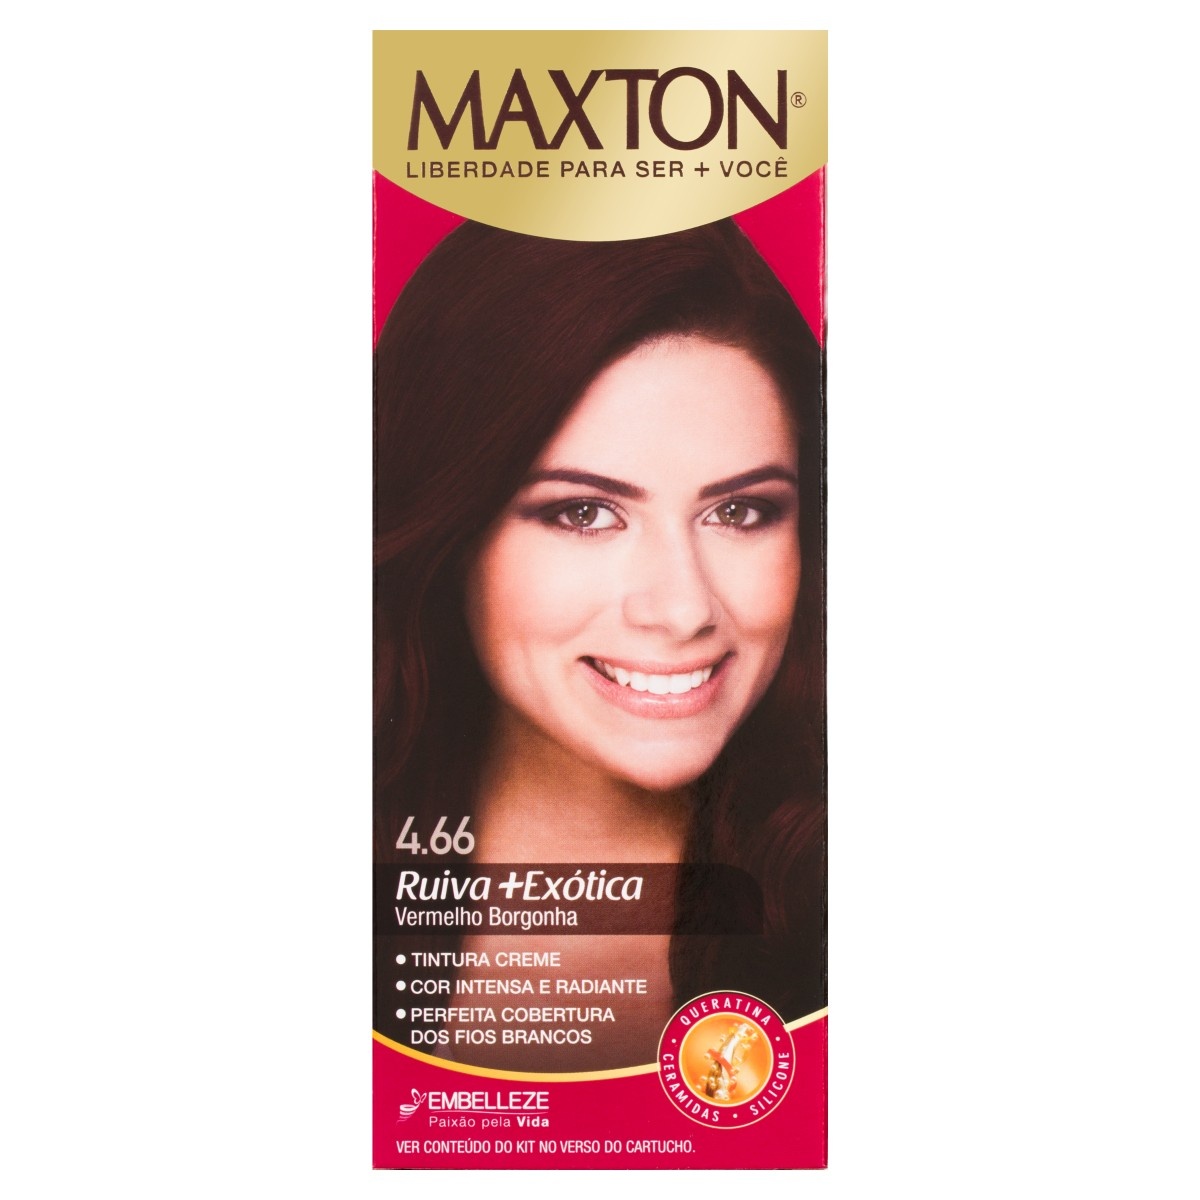 MAXTON®
LIBERDADE PARA SER + VOCÊ
4.66
Ruiva +Exótica
Vermelho Borgonha
• TINTURA CREME
• COR INTENSA E RADIANTE
• PERFEITA COBERTURA
DOS FIOS BRANCOS
QUERATINA • SILICONE • CERAMIDAS •
EMBELLEZE
Paixão pela Vida
VER CONTEÚDO DO KIT NO VERSO DO CARTUCHO.